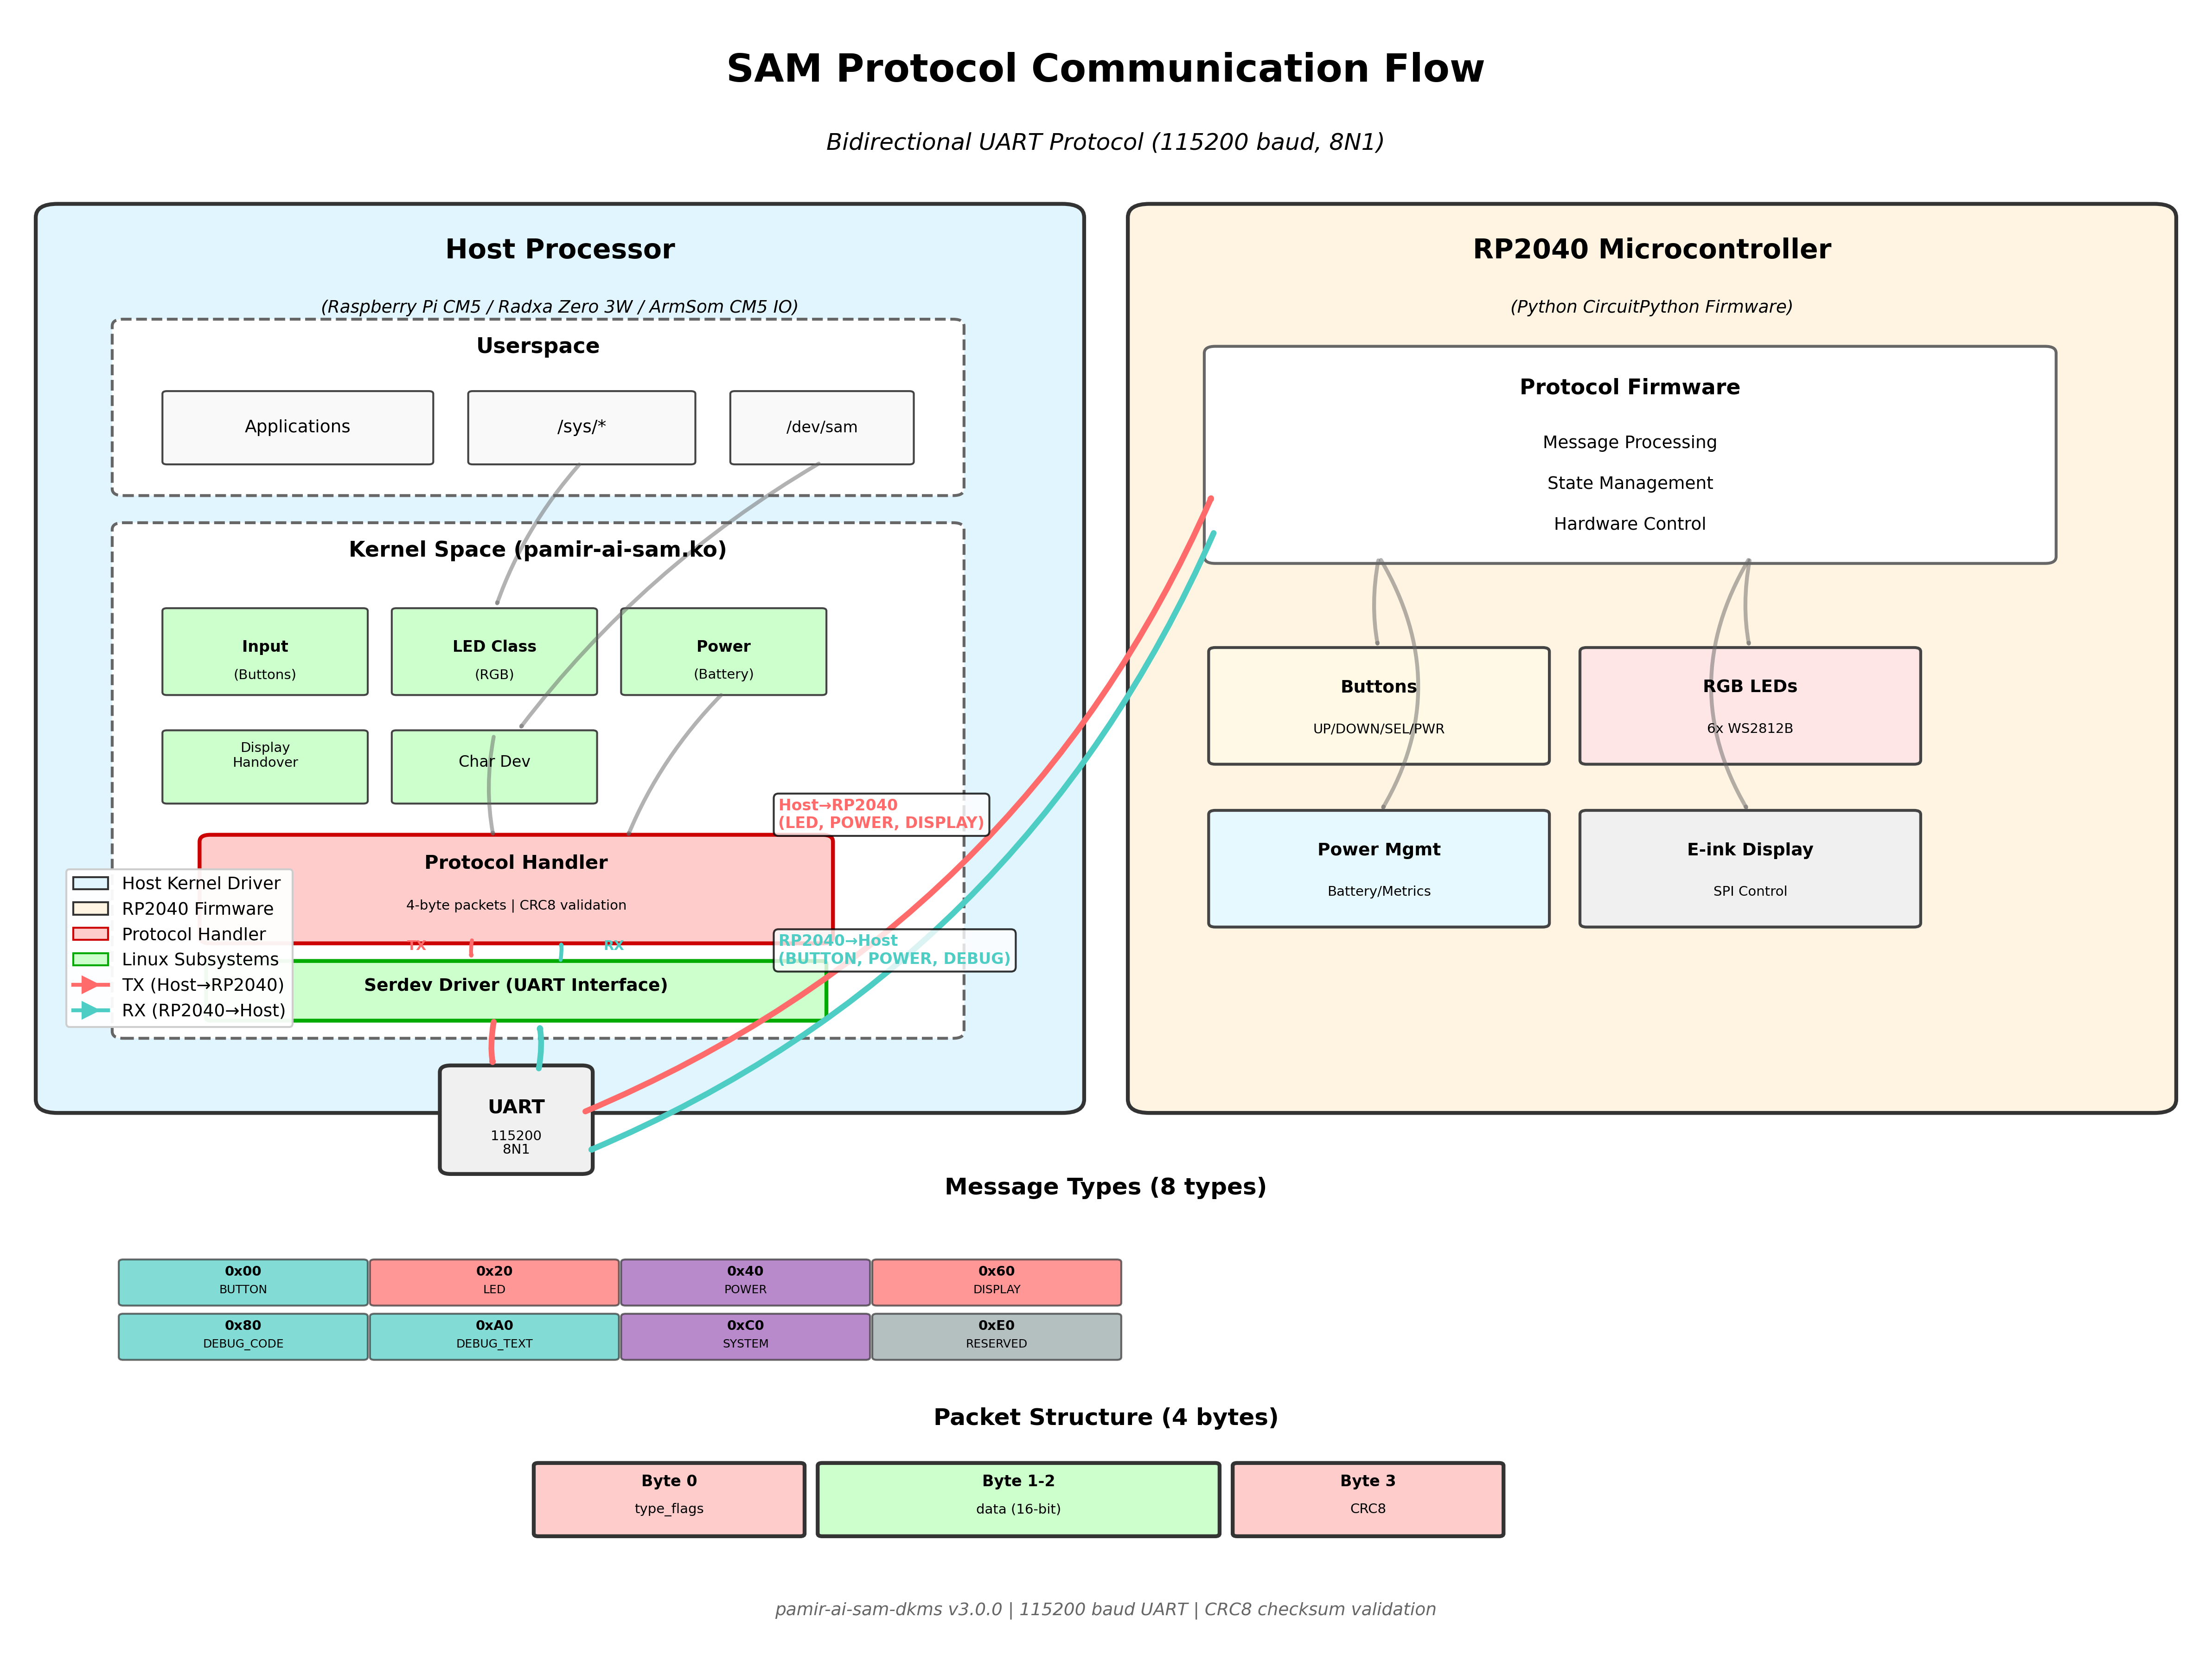 SAM Protocol Communication Flow
Bidirectional UART Protocol (115200 baud, 8N1)
Host Processor
(Raspberry Pi CM5 / Radxa Zero 3W / ArmSom CM5 IO)
Userspace
Applications
/sys/*
/dev/sam
Kernel Space (pamir-ai-sam.ko)
Input
(Buttons)
LED Class
(RGB)
Power
(Battery)
Display
Handover
Char Dev
Host→RP2040
(LED, POWER, DISPLAY)
Protocol Handler
4-byte packets | CRC8 validation
TX
RX
RP2040→Host
(BUTTON, POWER, DEBUG)
Serdev Driver (UART Interface)
Host Kernel Driver
RP2040 Firmware
Protocol Handler
Linux Subsystems
TX (Host→RP2040)
RX (RP2040→Host)
UART
115200
8N1
RP2040 Microcontroller
(Python CircuitPython Firmware)
Protocol Firmware
Message Processing
State Management
Hardware Control
Buttons
UP/DOWN/SEL/PWR
RGB LEDs
6x WS2812B
Power Mgmt
Battery/Metrics
E-ink Display
SPI Control
Message Types (8 types)
0x00
BUTTON
0x20
LED
0x40
POWER
0x60
DISPLAY
0x80
DEBUG_CODE
0xA0
DEBUG_TEXT
0xC0
SYSTEM
0xE0
RESERVED
Packet Structure (4 bytes)
Byte 0
type_flags
Byte 1-2
data (16-bit)
Byte 3
CRC8
pamir-ai-sam-dkms v3.0.0 | 115200 baud UART | CRC8 checksum validation